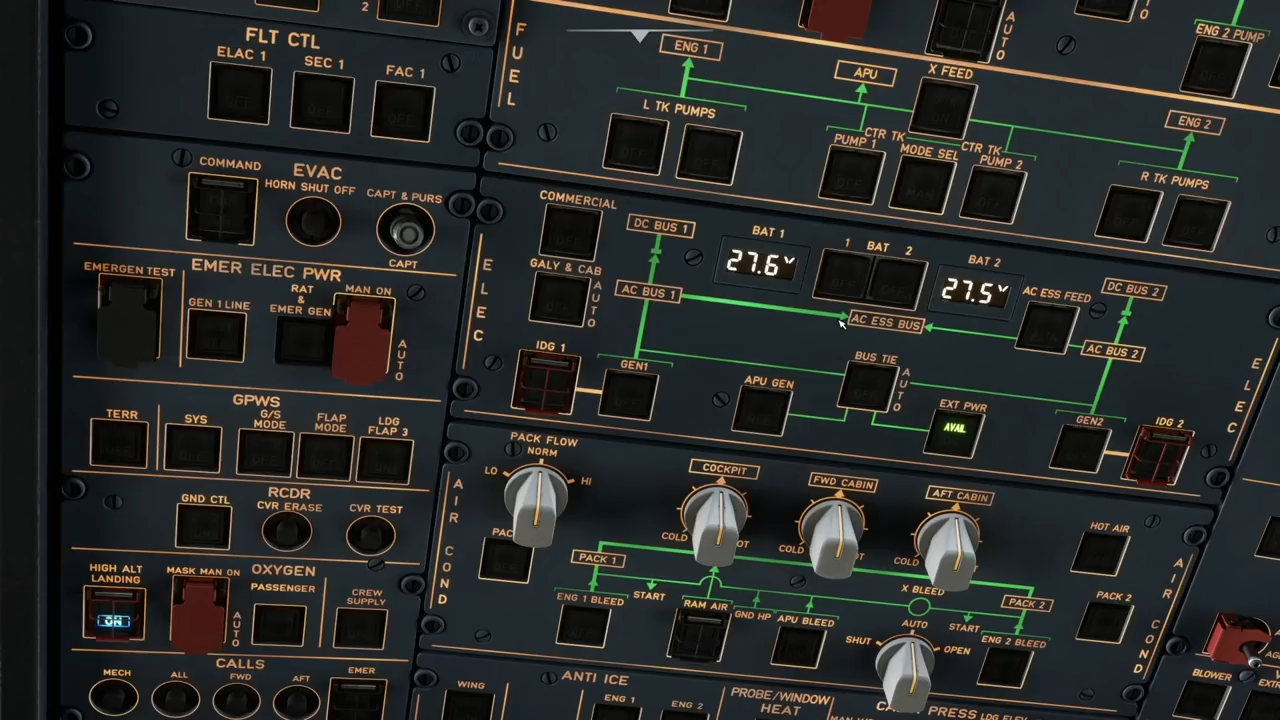 FLT CTL
ELAC 1
SEC 1
FAC 1
EVAC
COMMAND
HORN SHUT OFF
CAPT & PURS
CAPT
EMER ELEC PWR
EMERGEN TEST
GEN 1 LINE
RAT
&
EMER GEN
MAN ON
AUTO
GPWS
TERR
SYS
G/S
MODE
FLAP
MODE
LDG
FLAP 3
RCDR
GND CTL
CVR ERASE
CVR TEST
OXYGEN
HIGH ALT
LANDING
ON
MASK MAN ON
AUTO
PASSENGER
CREW
SUPPLY
CALLS
MECH
ALL
FWD
AFT
EMER
2
FUEL
ENG 1
APU
X FEED
AUTO
ENG 2 PUMP
L TK PUMPS
CTR TK
PUMP 1
MODE SEL
CTR TK
PUMP 2
ENG 2
R TK PUMPS
ELEC
COMMERCIAL
DC BUS 1
BAT 1
27.6V
1 BAT 2
BAT 2
27.5V
AC ESS FEED
DC BUS 2
GALY & CAB
AUTO
AC BUS 1
AC ESS BUS
AC BUS 2
IDG 1
GEN1
APU GEN
BUS TIE
AUTO
EXT PWR
AVAIL
GEN2
IDG 2
ELEC
AIR COND
PACK FLOW
LO
NORM
HI
COCKPIT
FWD CABIN
AFT CABIN
HOT AIR
COLD
COLD
COLD
PACK 1
ENG 1 BLEED
START
RAM AIR
GND HP
APU BLEED
X BLEED
AUTO
SHUT
OPEN
START
PACK 2
ENG 2 BLEED
PACK 2
AIR COND
BLOWER
ANTI ICE
WING
ENG 1
ENG 2
PROBE/WINDOW
HEAT
PRESS
LDG ELEV